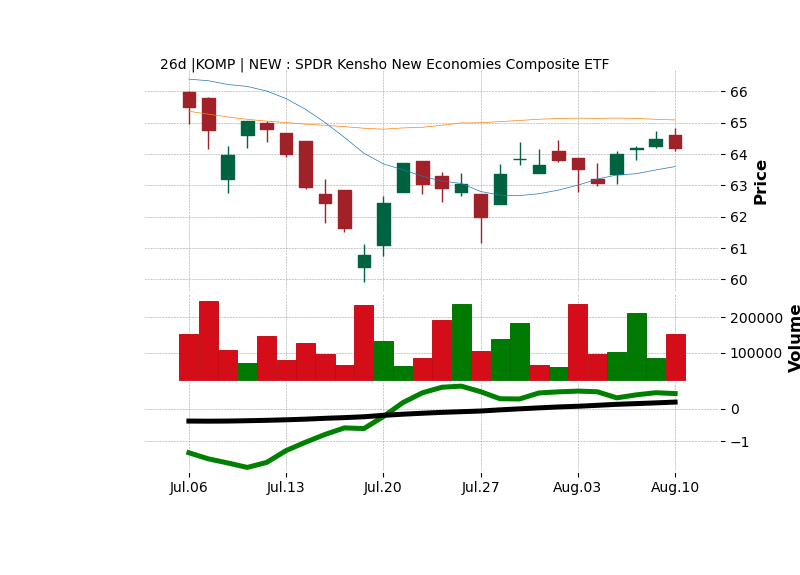 26d |KOMP | NEW : SPDR Kensho New Economies Composite ETF
66
65
64
63
62
61
60
Price
200000
100000
Volume
0
−1
Jul.06 Jul.13 Jul.20 Jul.27 Aug.03 Aug.10